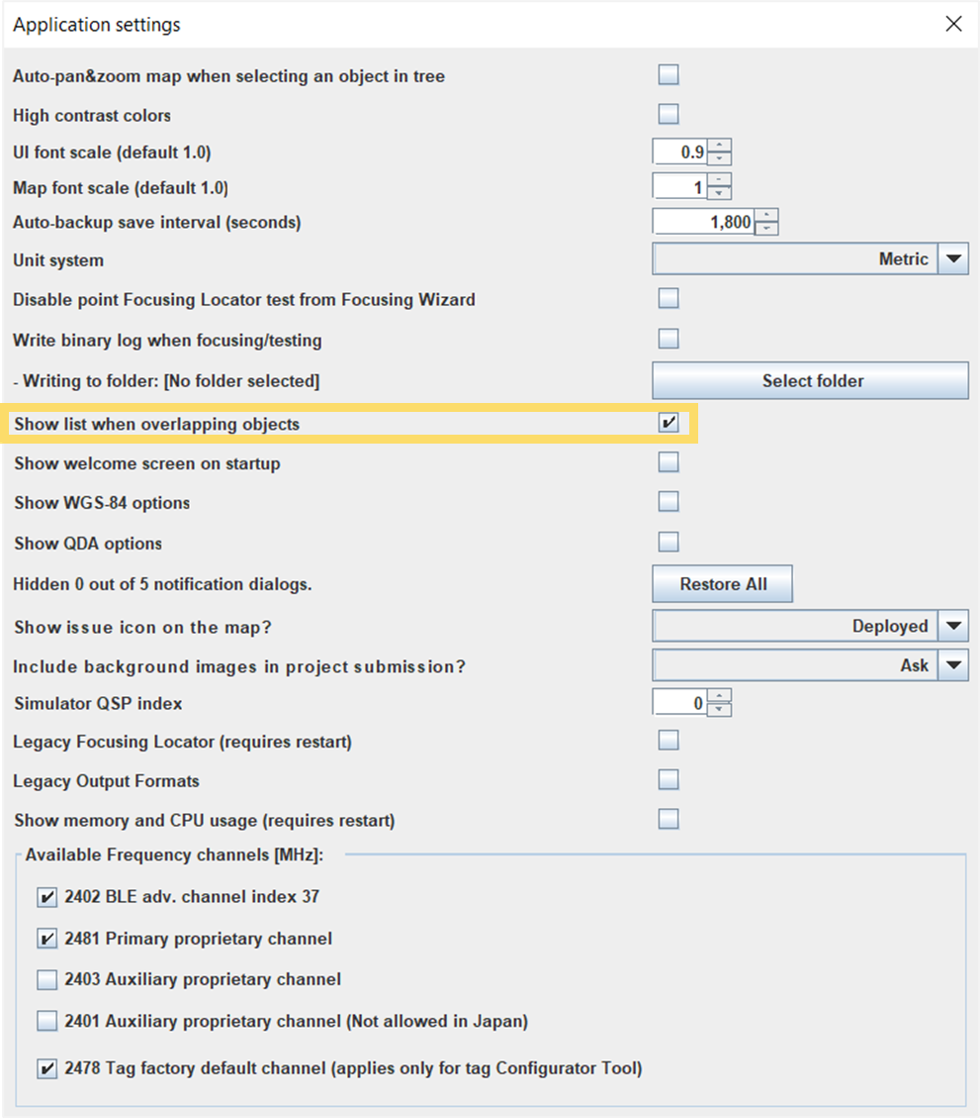 Application settings
Auto-pan&zoom map when selecting an object in tree
High contrast colors
UI font scale (default 1.0) 0.9
Map font scale (default 1.0) 1
Auto-backup save interval (seconds) 1,800
Unit system Metric
Disable point Focusing Locator test from Focusing Wizard
Write binary log when focusing/testing
- Writing to folder: [No folder selected] Select folder
Show list when overlapping objects
Show welcome screen on startup
Show WGS-84 options
Show QDA options
Hidden 0 out of 5 notification dialogs. Restore All
Show issue icon on the map? Deployed
Include background images in project submission? Ask
Simulator QSP index 0
Legacy Focusing Locator (requires restart)
Legacy Output Formats
Show memory and CPU usage (requires restart)
Available Frequency channels [MHz]:
2402 BLE adv. channel index 37
2481 Primary proprietary channel
2403 Auxiliary proprietary channel
2401 Auxiliary proprietary channel (Not allowed in Japan)
2478 Tag factory default channel (applies only for tag Configurator Tool)